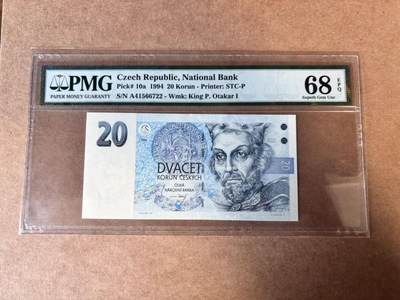 PMG
PAPER MONEY GUARANTY
Czech Republic, National Bank
Pick# 10a 1994 20 Korun - Printer: STC-P
S/N A41566722 - Wmk: King P. Otakar I
68 EPQ
Superb Gem Unc
20
DVACET
KORUN ČESKÝCH
ČESKÁ
NÁRODNÍ BANKA
20